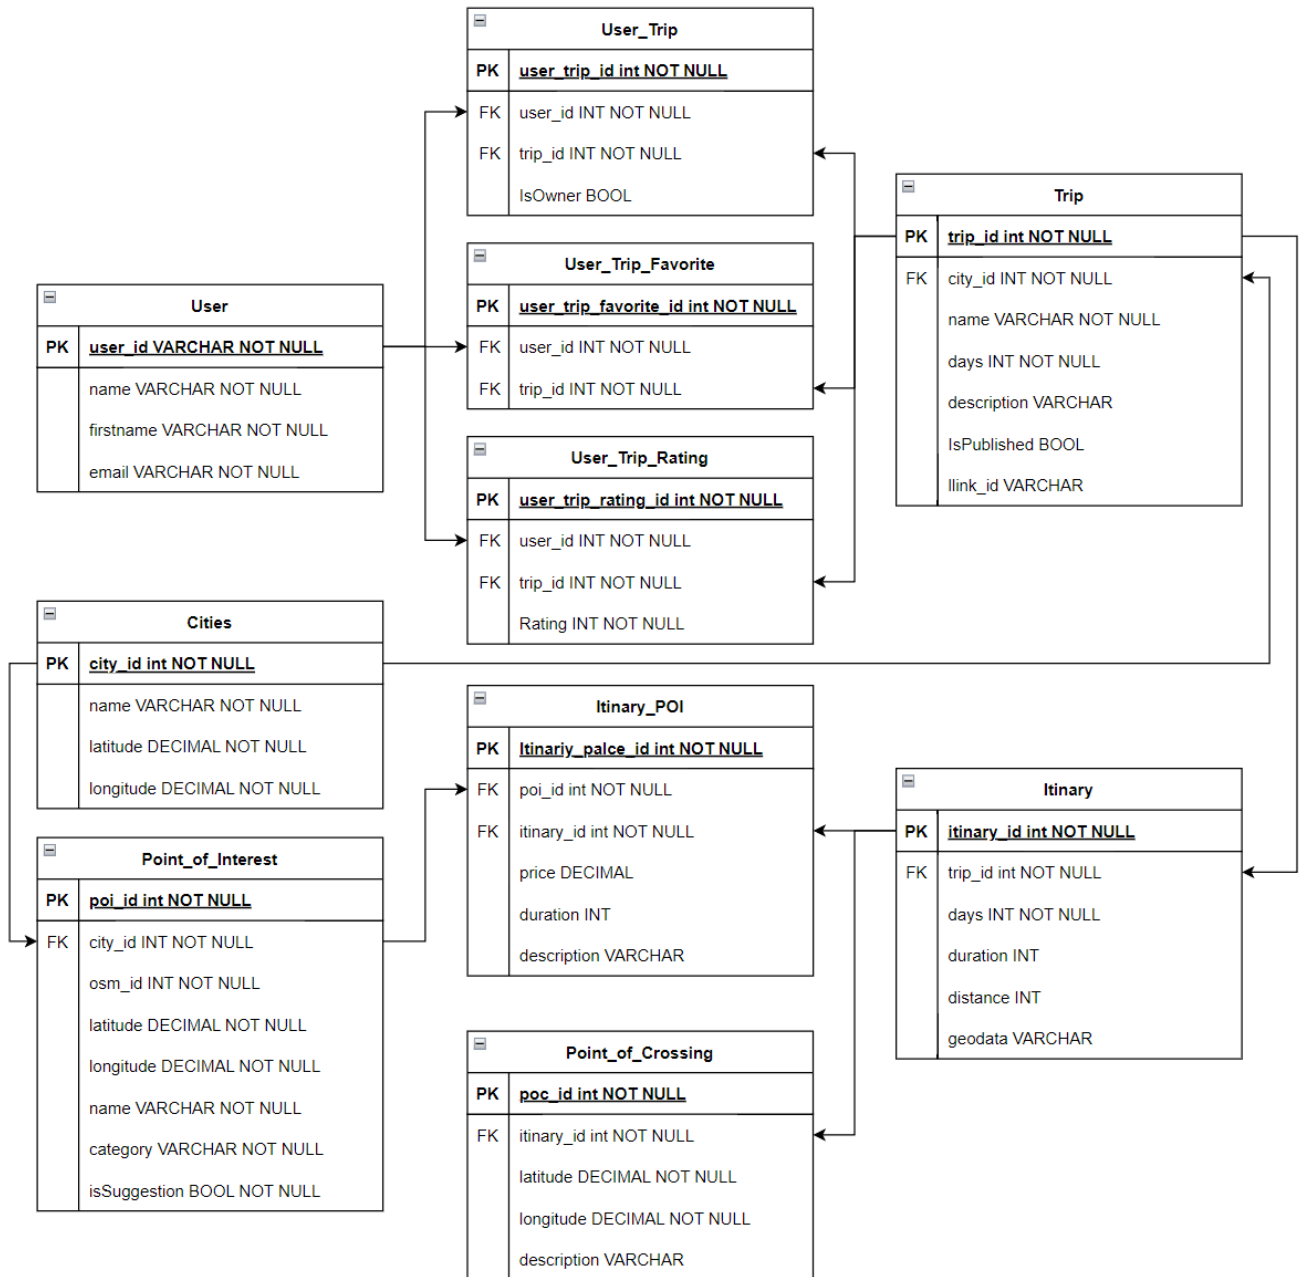 User_Trip
PK user_trip_id int NOT NULL
FK user_id INT NOT NULL
FK trip_id INT NOT NULL
IsOwner BOOL
User_Trip_Favorite
PK user_trip_favorite_id int NOT NULL
FK user_id INT NOT NULL
FK trip_id INT NOT NULL
User_Trip_Rating
PK user_trip_rating_id int NOT NULL
FK user_id INT NOT NULL
FK trip_id INT NOT NULL
Rating INT NOT NULL
Trip
PK trip_id int NOT NULL
FK city_id INT NOT NULL
name VARCHAR NOT NULL
days INT NOT NULL
description VARCHAR
IsPublished BOOL
llink_id VARCHAR
User
PK user_id VARCHAR NOT NULL
name VARCHAR NOT NULL
firstname VARCHAR NOT NULL
email VARCHAR NOT NULL
Cities
PK city_id int NOT NULL
name VARCHAR NOT NULL
latitude DECIMAL NOT NULL
longitude DECIMAL NOT NULL
Point_of_Interest
PK poi_id int NOT NULL
FK city_id INT NOT NULL
osm_id INT NOT NULL
latitude DECIMAL NOT NULL
longitude DECIMAL NOT NULL
name VARCHAR NOT NULL
category VARCHAR NOT NULL
isSuggestion BOOL NOT NULL
Itinary_POI
PK Itinariy_palce_id int NOT NULL
FK poi_id int NOT NULL
FK itinary_id int NOT NULL
price DECIMAL
duration INT
description VARCHAR
Itinary
PK itinary_id int NOT NULL
FK trip_id int NOT NULL
days INT NOT NULL
duration INT
distance INT
geodata VARCHAR
Point_of_Crossing
PK poc_id int NOT NULL
FK itinary_id int NOT NULL
latitude DECIMAL NOT NULL
longitude DECIMAL NOT NULL
description VARCHAR